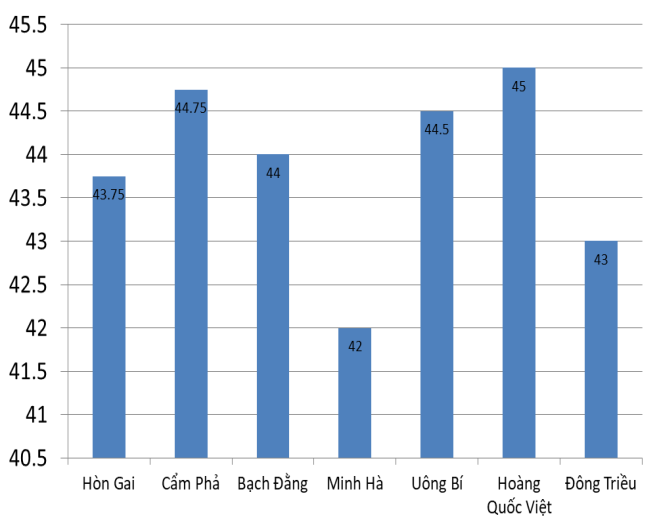 45.5
45
44.5
44
43.5
43
42.5
42
41.5
41
40.5
43.75
44.75
44
42
44.5
45
43
Hòn Gai
Cẩm Phả
Bạch Đằng
Minh Hà
Uông Bí
Hoàng
Quốc Việt
Đông Triều